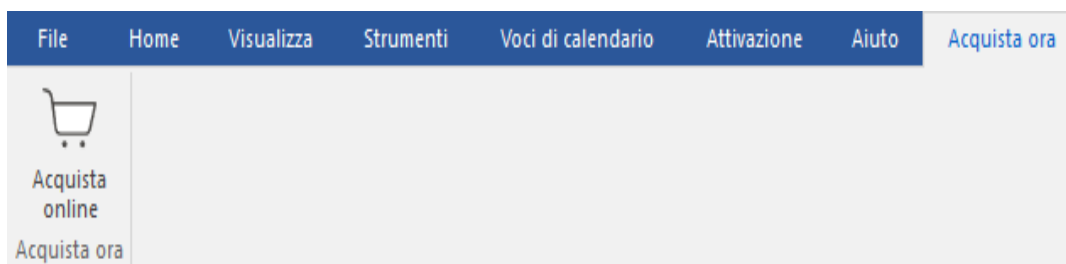 File Home Visualizza Strumenti Voci di calendario Attivazione Aiuto Acquista ora
Acquista
online
Acquista ora